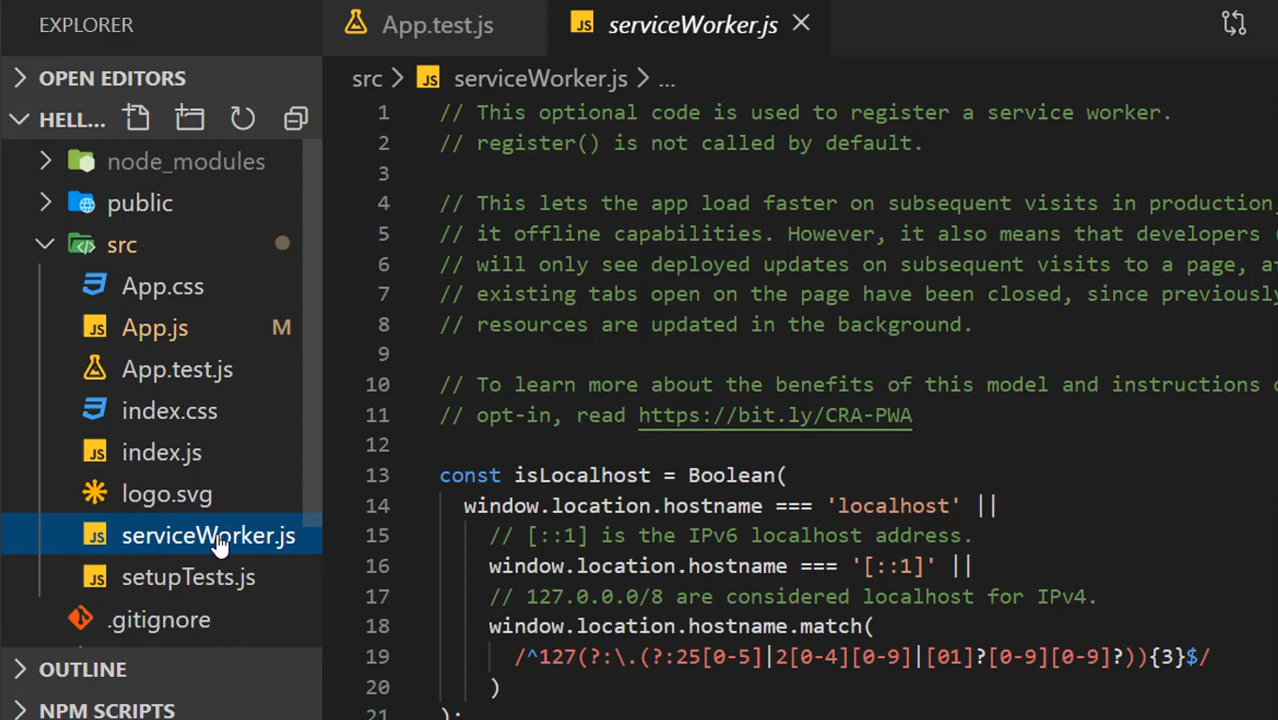 EXPLORER
OPEN EDITORS
HELL...
node_modules
public
src
App.css
App.js M
App.test.js
index.css
index.js
logo.svg
serviceWorker.js
setupTests.js
.gitignore
OUTLINE
NPM SCRIPTS
App.test.js
JS serviceWorker.js
src > JS serviceWorker.js > ...
1 // This optional code is used to register a service worker.
2 // register() is not called by default.
3
4 // This lets the app load faster on subsequent visits in production
5 // it offline capabilities. However, it also means that developers (
6 // will only see deployed updates on subsequent visits to a page, a
7 // existing tabs open on the page have been closed, since previously
8 // resources are updated in the background.
9
10 // To learn more about the benefits of this model and instructions
11 // opt-in, read https://bit.ly/CRA-PWA
12
13 const isLocalhost = Boolean(
14 window.location.hostname === 'localhost' ||
15 // [::1] is the IPv6 localhost address.
16 window.location.hostname === '[::1]' ||
17 // 127.0.0.0/8 are considered localhost for IPv4.
18 window.location.hostname.match(
19 /^127(?:\.(?:25[0-5]|2[0-4][0-9]|[01]?[0-9][0-9]?)){3}$/
20 )
21 );